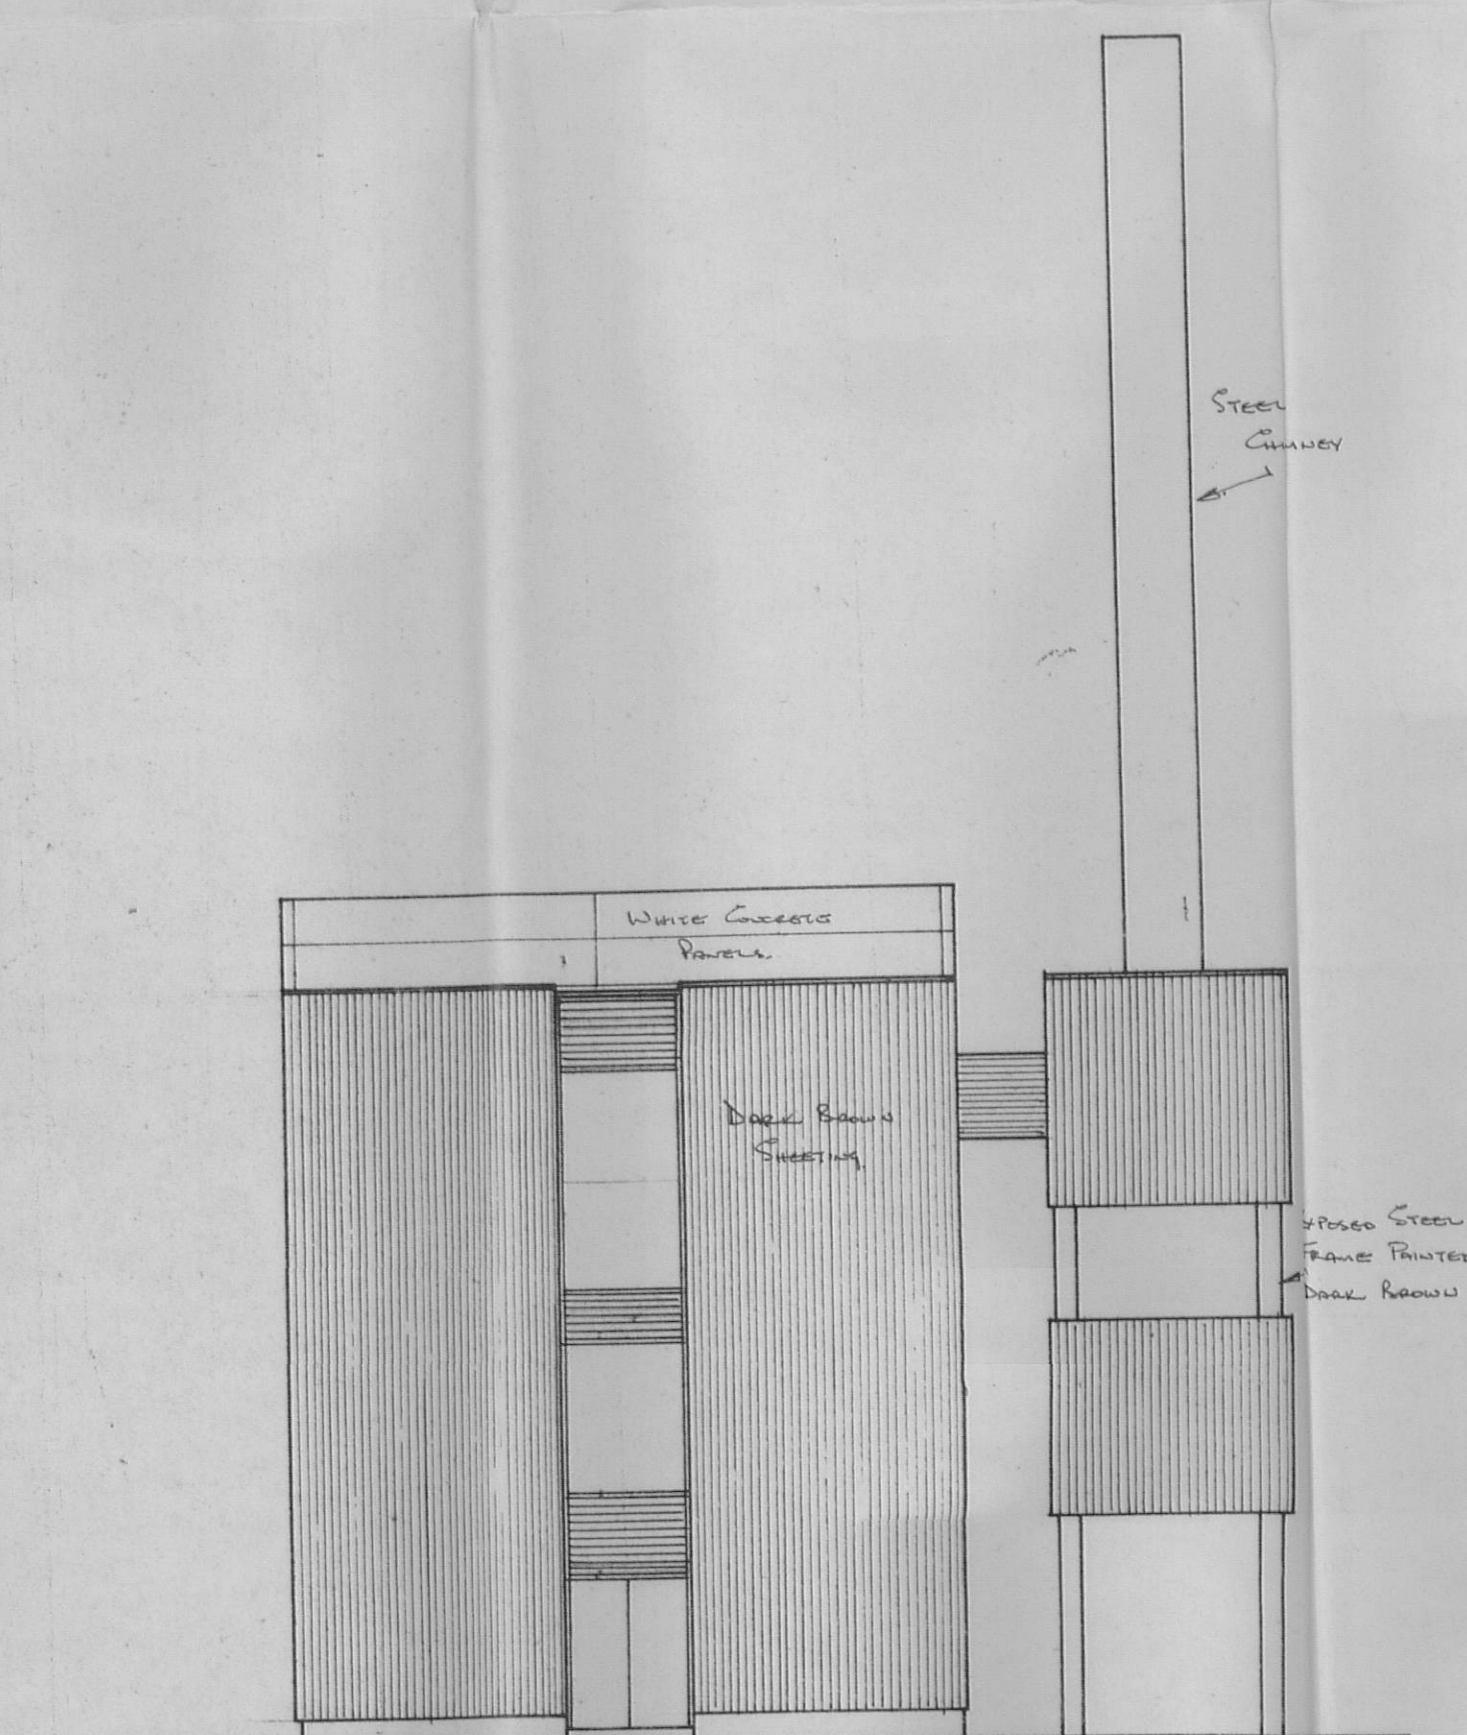 STEEL
CHIMNEY
WHITE CONCRETE
PANELS.
DARK BROWN
SHEETING.
EXPOSED STEEL
FRAME PAINTED
DARK BROWN